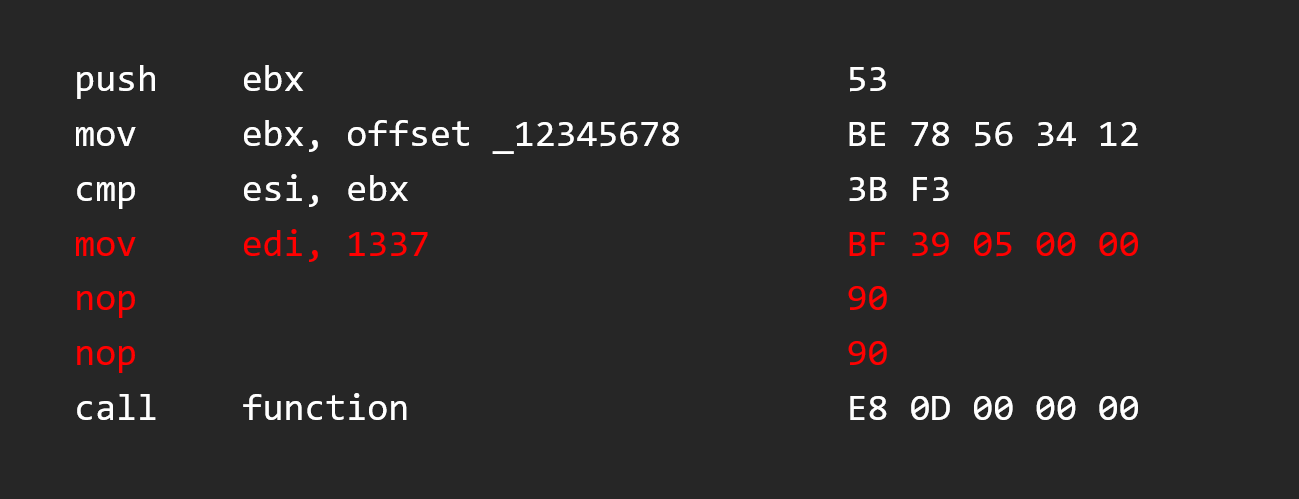 push ebx 53
mov ebx, offset _12345678 BE 78 56 34 12
cmp esi, ebx 3B F3
mov edi, 1337 BF 39 05 00 00
nop 90
nop 90
call function E8 0D 00 00 00